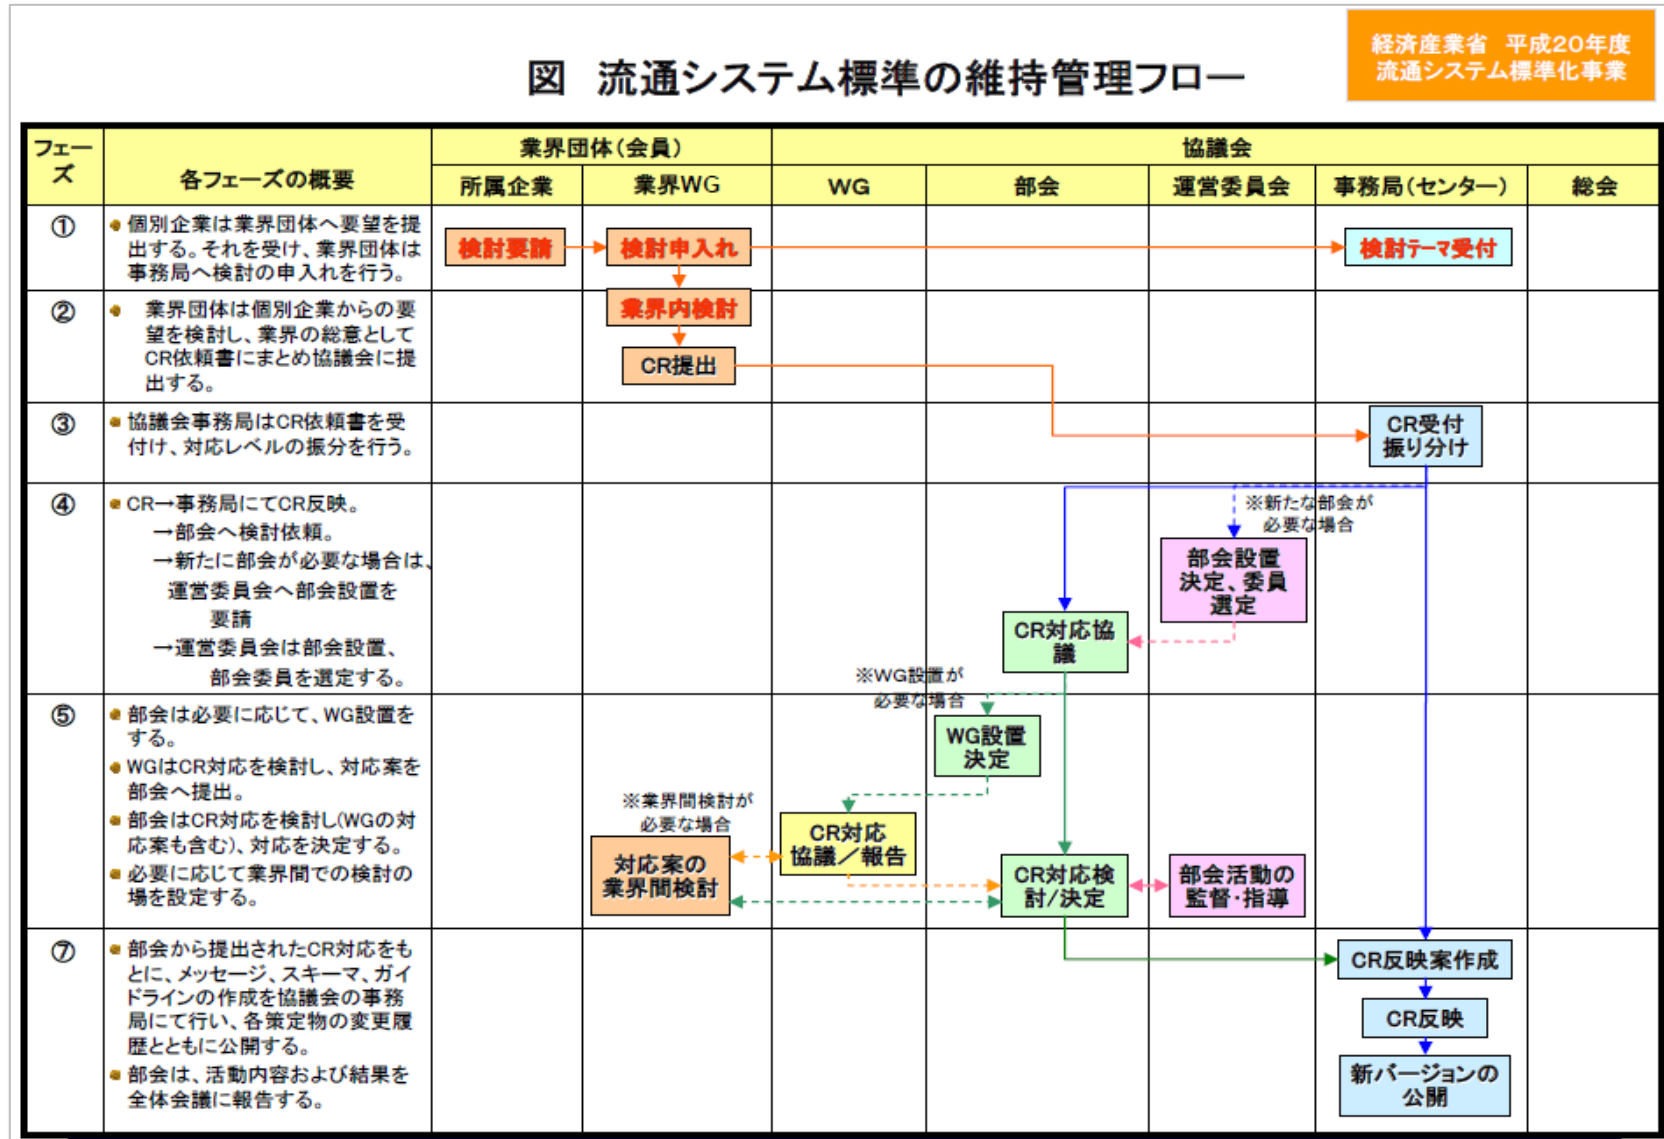 経済産業省 平成20年度
流通システム標準化事業
図 流通システム標準の維持管理フロー
フェー
ズ
各フェーズの概要
業界団体(会員)
協議会
所属企業
業界WG
WG
部会
運営委員会
事務局(センター)
総会
①
●個別企業は業界団体へ要望を提
出する。それを受け、業界団体は
事務局へ検討の申入れを行う。
検討要請
検討申入れ
検討テーマ受付
②
● 業界団体は個別企業からの要
望を検討し、業界の総意として
CR依頼書にまとめ協議会に提
出する。
業界内検討
CR提出
③
●協議会事務局はCR依頼書を受
付け、対応レベルの振分を行う。
CR受付
振り分け
④
●CR→事務局にてCR反映。
→部会へ検討依頼。
→新たに部会が必要な場合は、
運営委員会へ部会設置を
要請
→運営委員会は部会設置、
部会委員を選定する。
※新たな部会が
必要な場合
部会設置
決定、委員
選定
CR対応協
議
※WG設置が
必要な場合
⑤
●部会は必要に応じて、WG設置を
する。
●WGはCR対応を検討し、対応案を
部会へ提出。
●部会はCR対応を検討し(WGの対
応案も含む)、対応を決定する。
●必要に応じて業界間での検討の
場を設定する。
WG設置
決定
※業界間検討が
必要な場合
対応案の
業界間検討
CR対応
協議/報告
CR対応検
討/決定
部会活動の
監督・指導
⑦
●部会から提出されたCR対応をも
とに、メッセージ、スキーマ、ガイ
ドラインの作成を協議会の事務
局にて行い、各策定物の変更履
歴とともに公開する。
●部会は、活動内容および結果を
全体会議に報告する。
CR反映案作成
CR反映
新バージョンの
公開